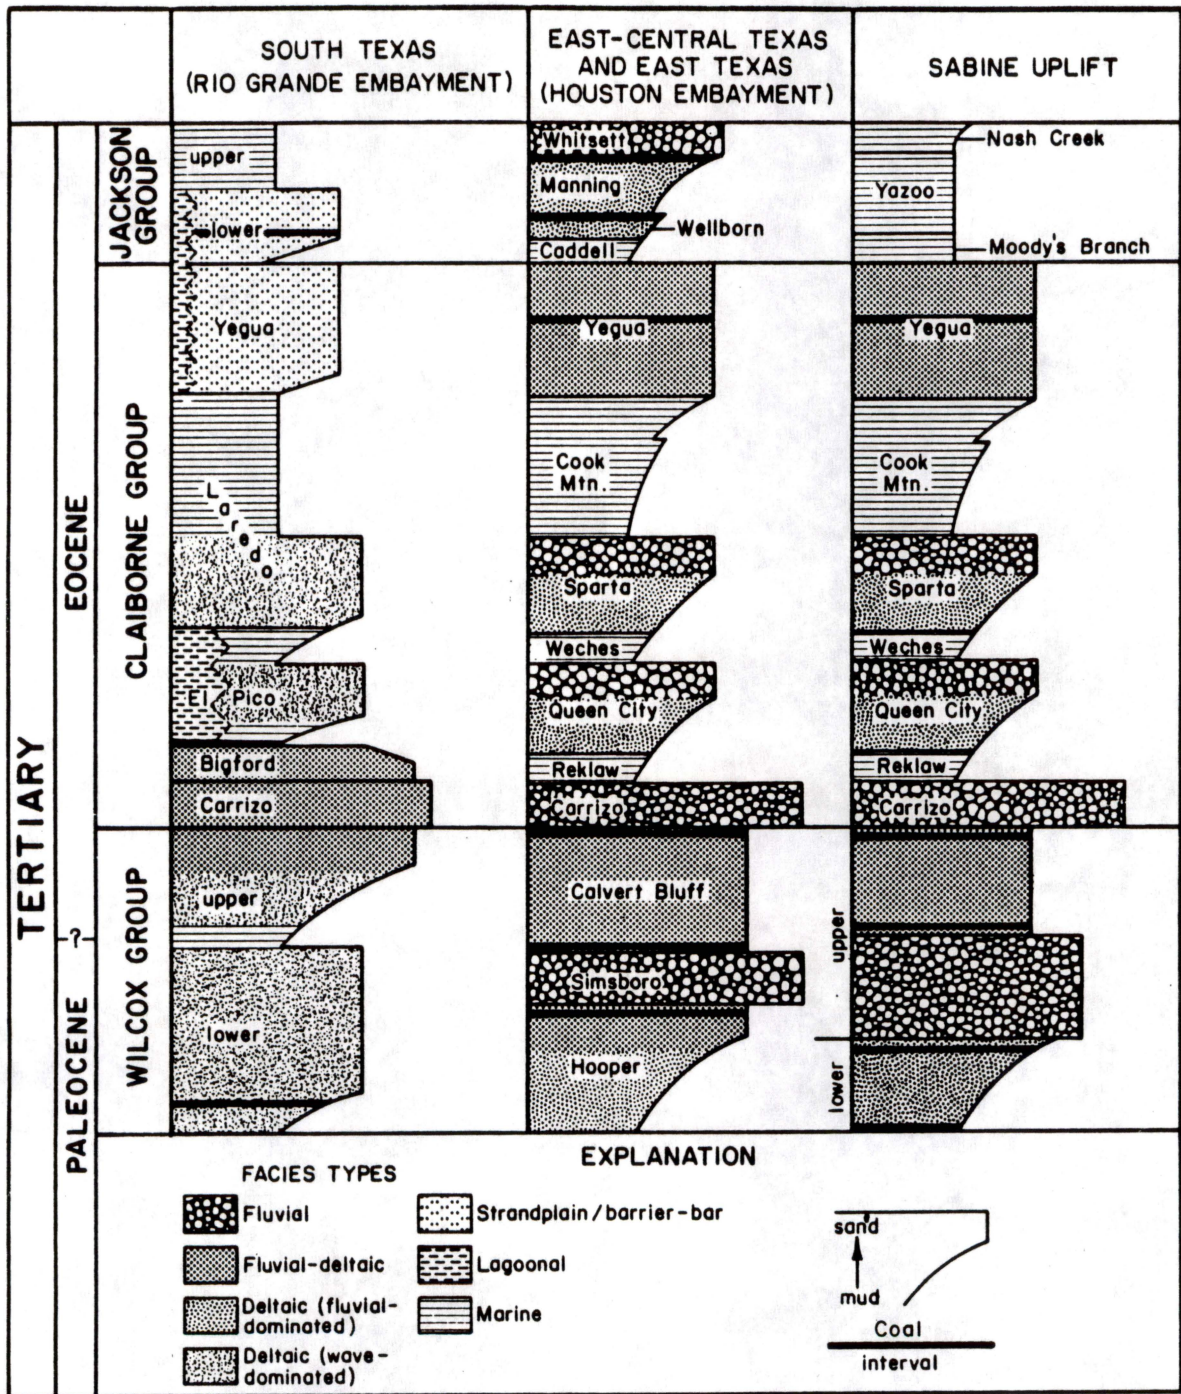 SOUTH TEXAS
(RIO GRANDE EMBAYMENT)
EAST-CENTRAL TEXAS
AND EAST TEXAS
(HOUSTON EMBAYMENT)
SABINE UPLIFT
TERTIARY
EOCENE
-?-
PALEOCENE
JACKSON
GROUP
CLAIBORNE GROUP
WILCOX GROUP
upper
lower
Yegua
Laredo
El Pico
Bigford
Carrizo
upper
lower
Whitsett
Manning
Wellborn
Caddell
Yegua
Cook
Mtn.
Sparta
Weches
Queen City
Reklaw
Carrizo
Calvert Bluff
Simsboro
Hooper
Nash Creek
Yazoo
Moody's Branch
Yegua
Cook
Mtn.
Sparta
Weches
Queen City
Reklaw
Carrizo
upper
lower
EXPLANATION
FACIES TYPES
Fluvial
Fluvial-deltaic
Deltaic (fluvial-
dominated)
Deltaic (wave-
dominated)
Strandplain/barrier-bar
Lagoonal
Marine
sand
mud
Coal
interval